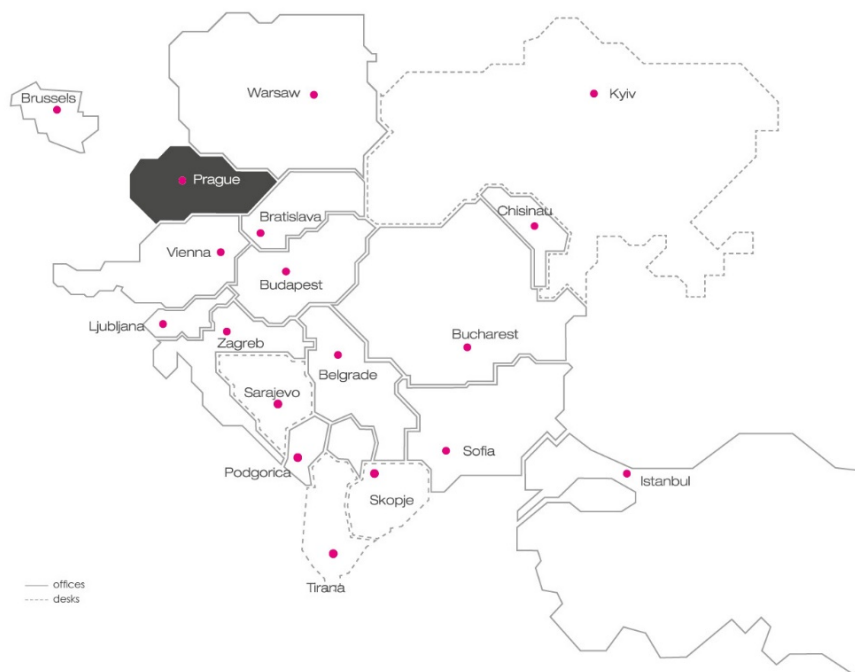 Warsaw
Kyiv
Brussels
Prague
Chisinau
Bratislava
Vienna
Budapest
Ljubljana
Zagreb
Bucharest
Belgrade
Sarajevo
Sofia
Podgorica
Istanbul
Skopje
offices
Tirana
desks